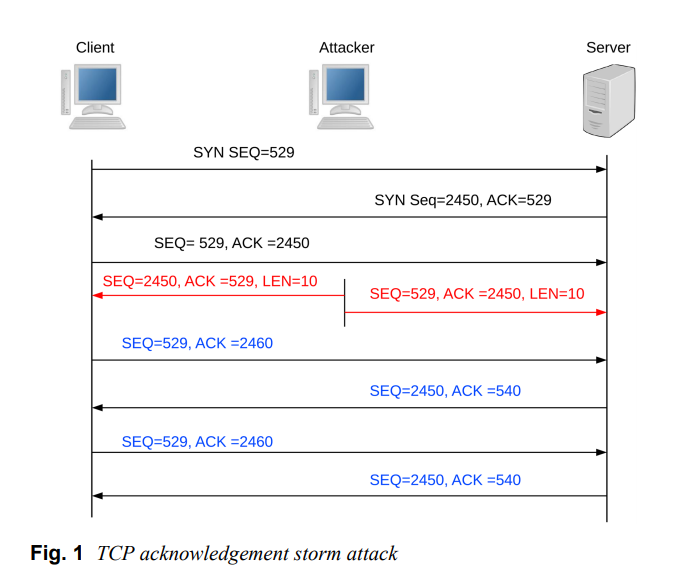 Client
Attacker
Server
SYN SEQ=529
SYN Seq=2450, ACK=529
SEQ= 529, ACK =2450
SEQ=2450, ACK =529, LEN=10
SEQ=529, ACK =2450, LEN=10
SEQ=529, ACK =2460
SEQ=2450, ACK =540
SEQ=529, ACK =2460
SEQ=2450, ACK =540
Fig. 1 TCP acknowledgement storm attack